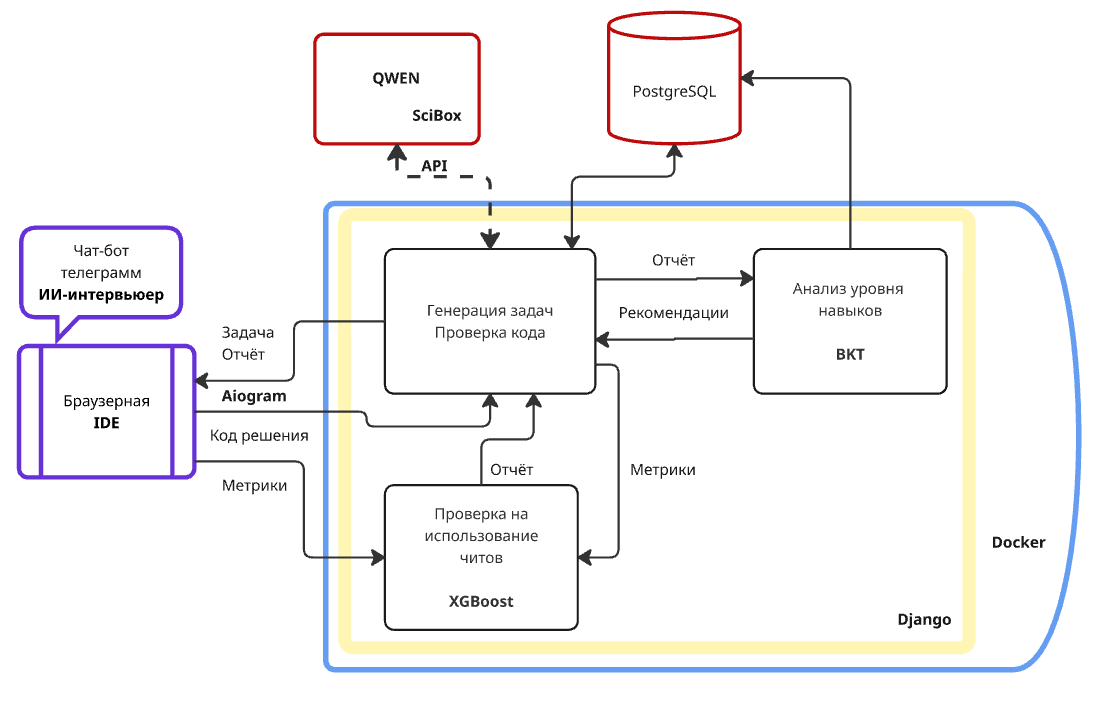 QWEN
SciBox
PostgreSQL
API
Чат-бот
телеграмм
ИИ-интервьюер
Браузерная
IDE
Задача
Отчёт
Aiogram
Код решения
Метрики
Генерация задач
Проверка кода
Отчёт
Рекомендации
Анализ уровня
навыков
BKT
Отчёт
Метрики
Проверка на
использование
читов
XGBoost
Docker
Django